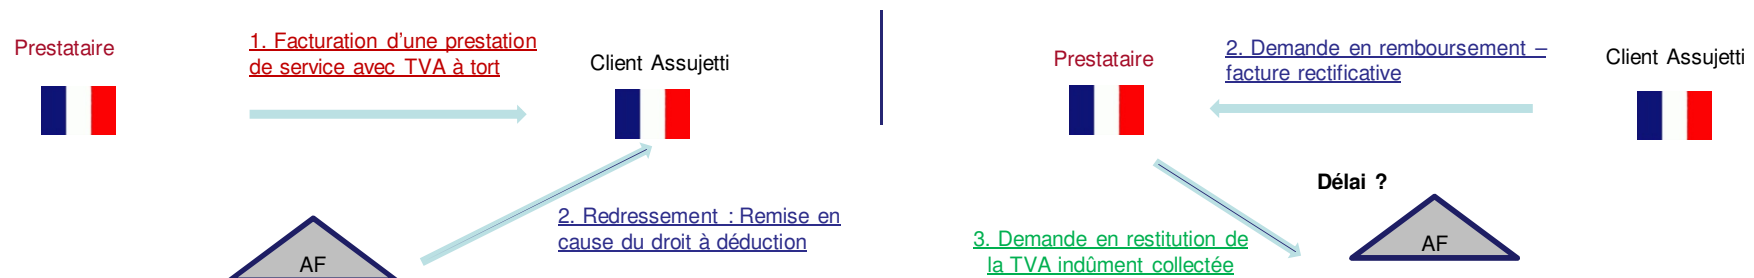 Prestataire
1. Facturation d'une prestation
de service avec TVA à tort
Client Assujetti
2. Redressement : Remise en
cause du droit à déduction
AF
Prestataire
2. Demande en remboursement –
facture rectificative
Client Assujetti
Délai ?
3. Demande en restitution de
la TVA indûment collectée
AF